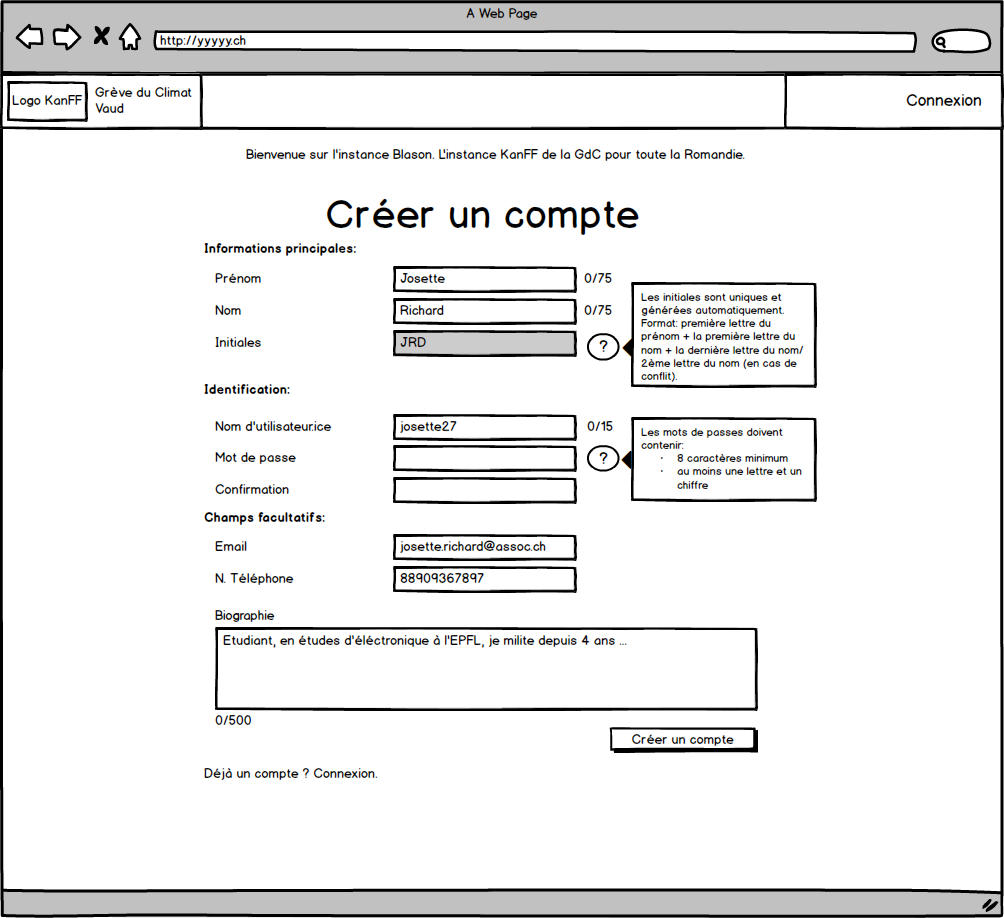 A Web Page
http://yyyyy.ch
Logo KanFF
Grève du Climat
Vaud
Connexion
Bienvenue sur l'instance Blason. L'instance KanFF de la GdC pour toute la Romandie.
Créer un compte
Informations principales:
Prénom
Josette
0/75
Nom
Richard
0/75
Initiales
JRD
?
Les initiales sont uniques et
générées automatiquement.
Format: première lettre du
prénom + la première lettre du
nom + la dernière lettre du nom/
2ème lettre du nom (en cas de
conflit).
Identification:
Nom d'utilisateur.ice
josette27
0/15
Mot de passe
?
Les mots de passes doivent
contenir:
· 8 caractères minimum
· au moins une lettre et un
chiffre
Confirmation
Champs facultatifs:
Email
josette.richard@assoc.ch
N. Téléphone
88909367897
Biographie
Etudiant, en études d'éléctronique à l'EPFL, je milite depuis 4 ans ...
0/500
Créer un compte
Déjà un compte ? Connexion.